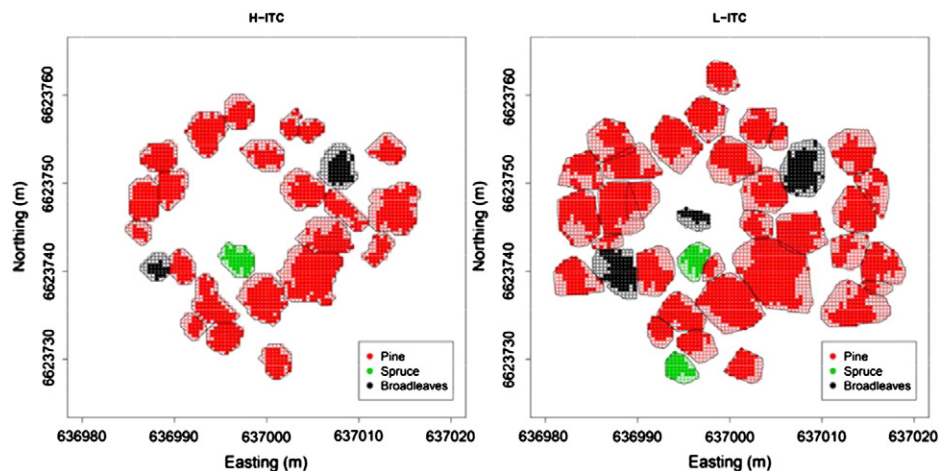 H-ITC
L-ITC
Northing (m)
6623760
6623750
6623740
6623730
Pine
Spruce
Broadleaves
636980 636990 637000 637010 637020
Easting (m)
Northing (m)
6623760
6623750
6623740
6623730
Pine
Spruce
Broadleaves
636980 636990 637000 637010 637020
Easting (m)